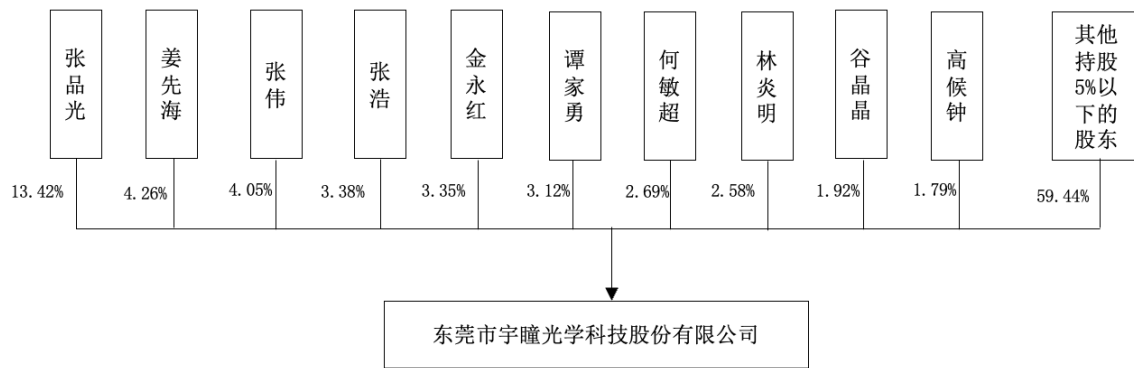 张品光
姜先海
张伟
张浩
金永红
谭家勇
何敏超
林炎明
谷晶晶
高候钟
其他
持股
5%以
下的
股东
13.42%
4.26%
4.05%
3.38%
3.35%
3.12%
2.69%
2.58%
1.92%
1.79%
59.44%
东莞市宇瞳光学科技股份有限公司